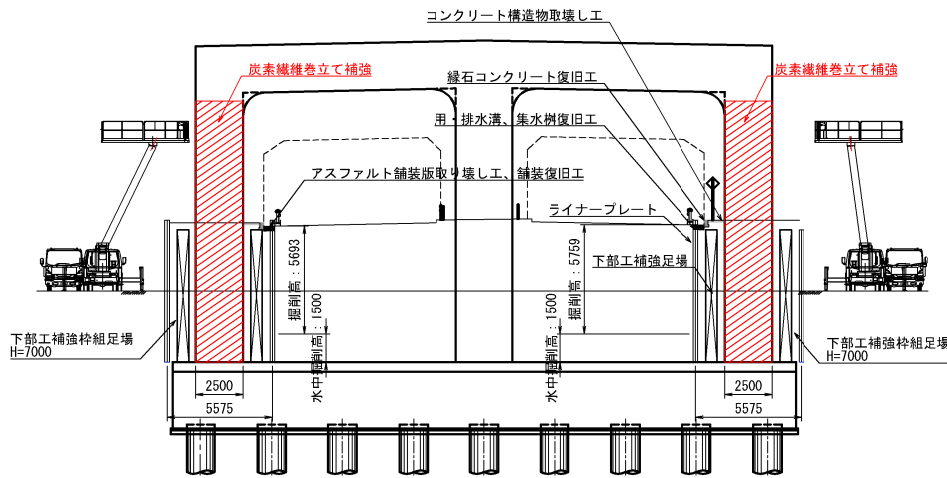 コンクリート構造物取壊し工
炭素繊維巻立て補強
縁石コンクリート復旧工
炭素繊維巻立て補強
用・排水溝、集水桝復旧工
アスファルト舗装版取り壊し工、舗装復旧工
ライナープレート
下部工補強足場
掘削高：5693
掘削高：5759
水中掘削高：1500
水中掘削高：1500
下部工補強枠組足場
H=7000
下部工補強枠組足場
H=7000
2500
2500
5575
5575